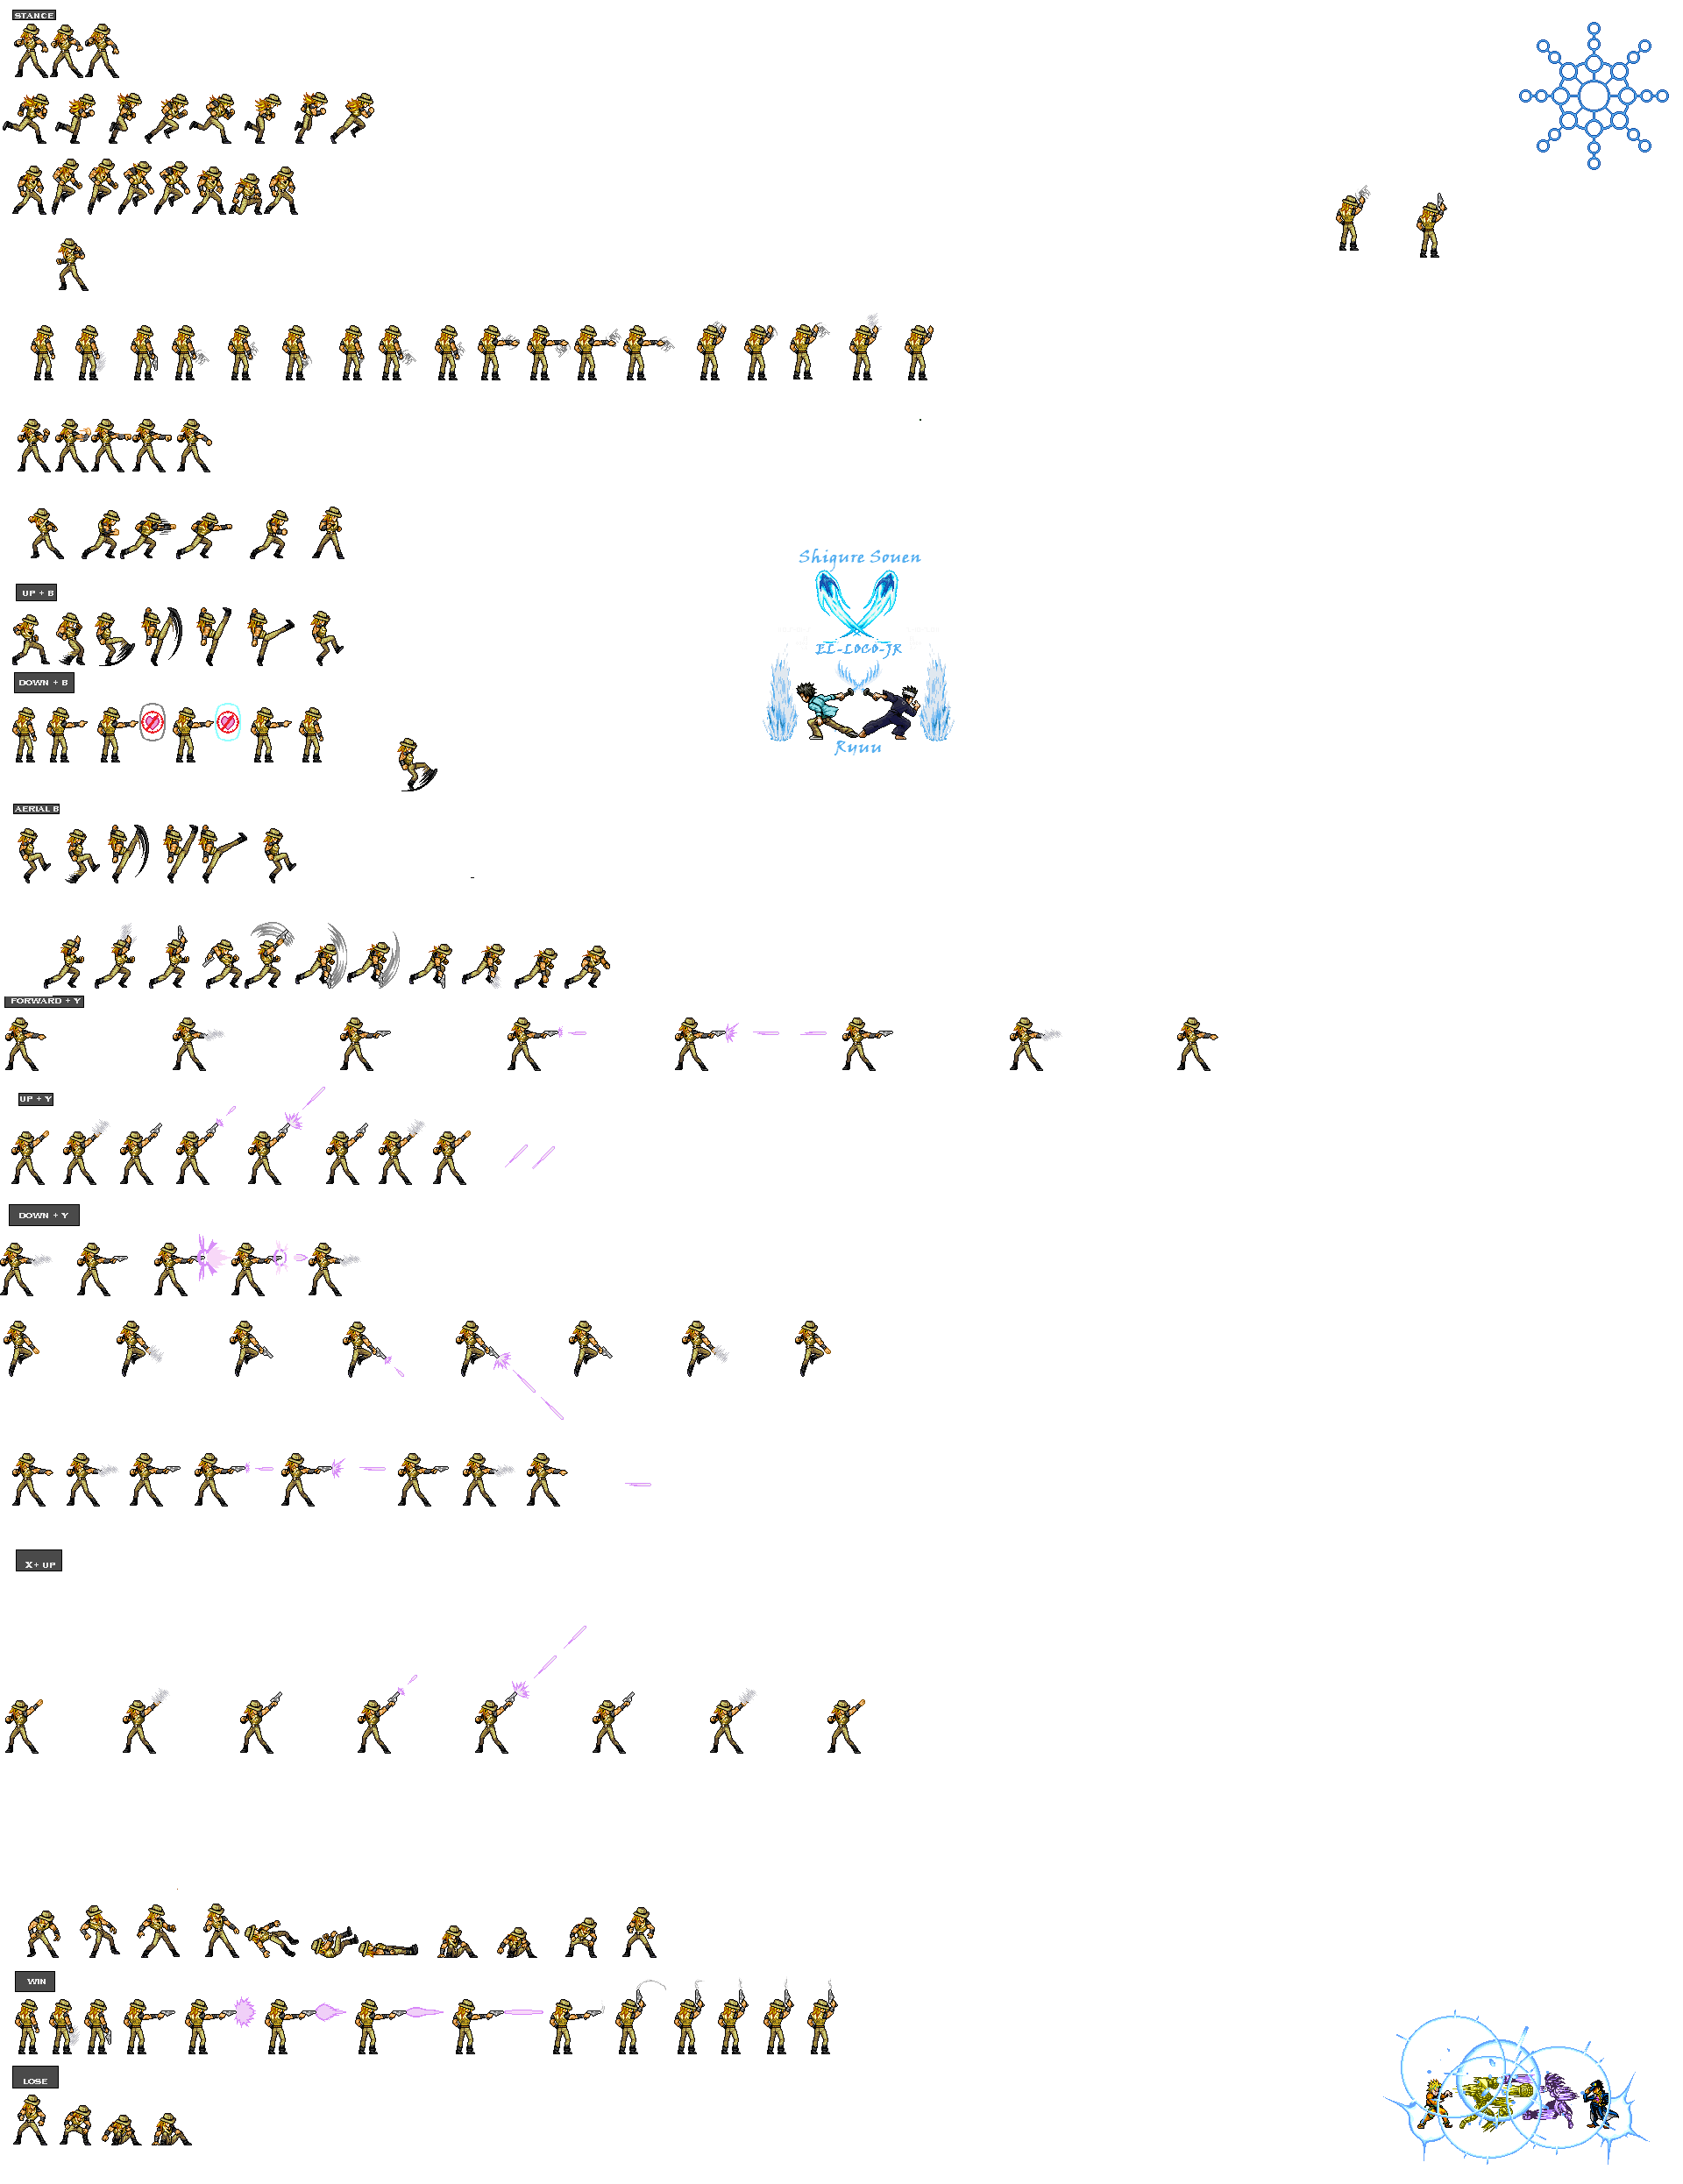 STANCE
Shigure Souen
EL-LOCO-JR
UP + B
DOWN + B
Ryuu
AERIAL B
FORWARD + Y
UP + Y
DOWN + Y
X + UP
WIN
LOSE